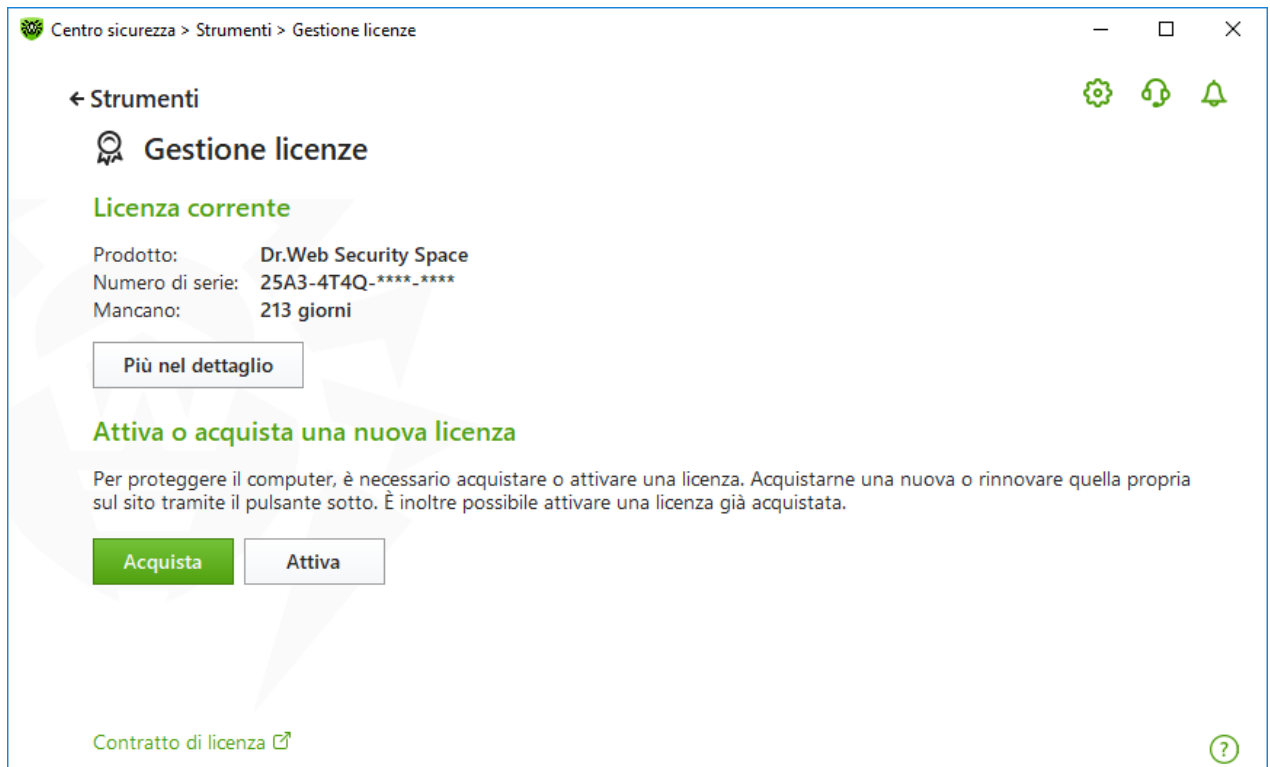 Centro sicurezza > Strumenti > Gestione licenze
Strumenti
Gestione licenze
Licenza corrente
Prodotto: Dr.Web Security Space
Numero di serie: 25A3-4T4Q-****-****
Mancano: 213 giorni
Più nel dettaglio
Attiva o acquista una nuova licenza
Per proteggere il computer, è necessario acquistare o attivare una licenza. Acquistarne una nuova o rinnovare quella propria
sul sito tramite il pulsante sotto. È inoltre possibile attivare una licenza già acquistata.
Acquista Attiva
Contratto di licenza
?